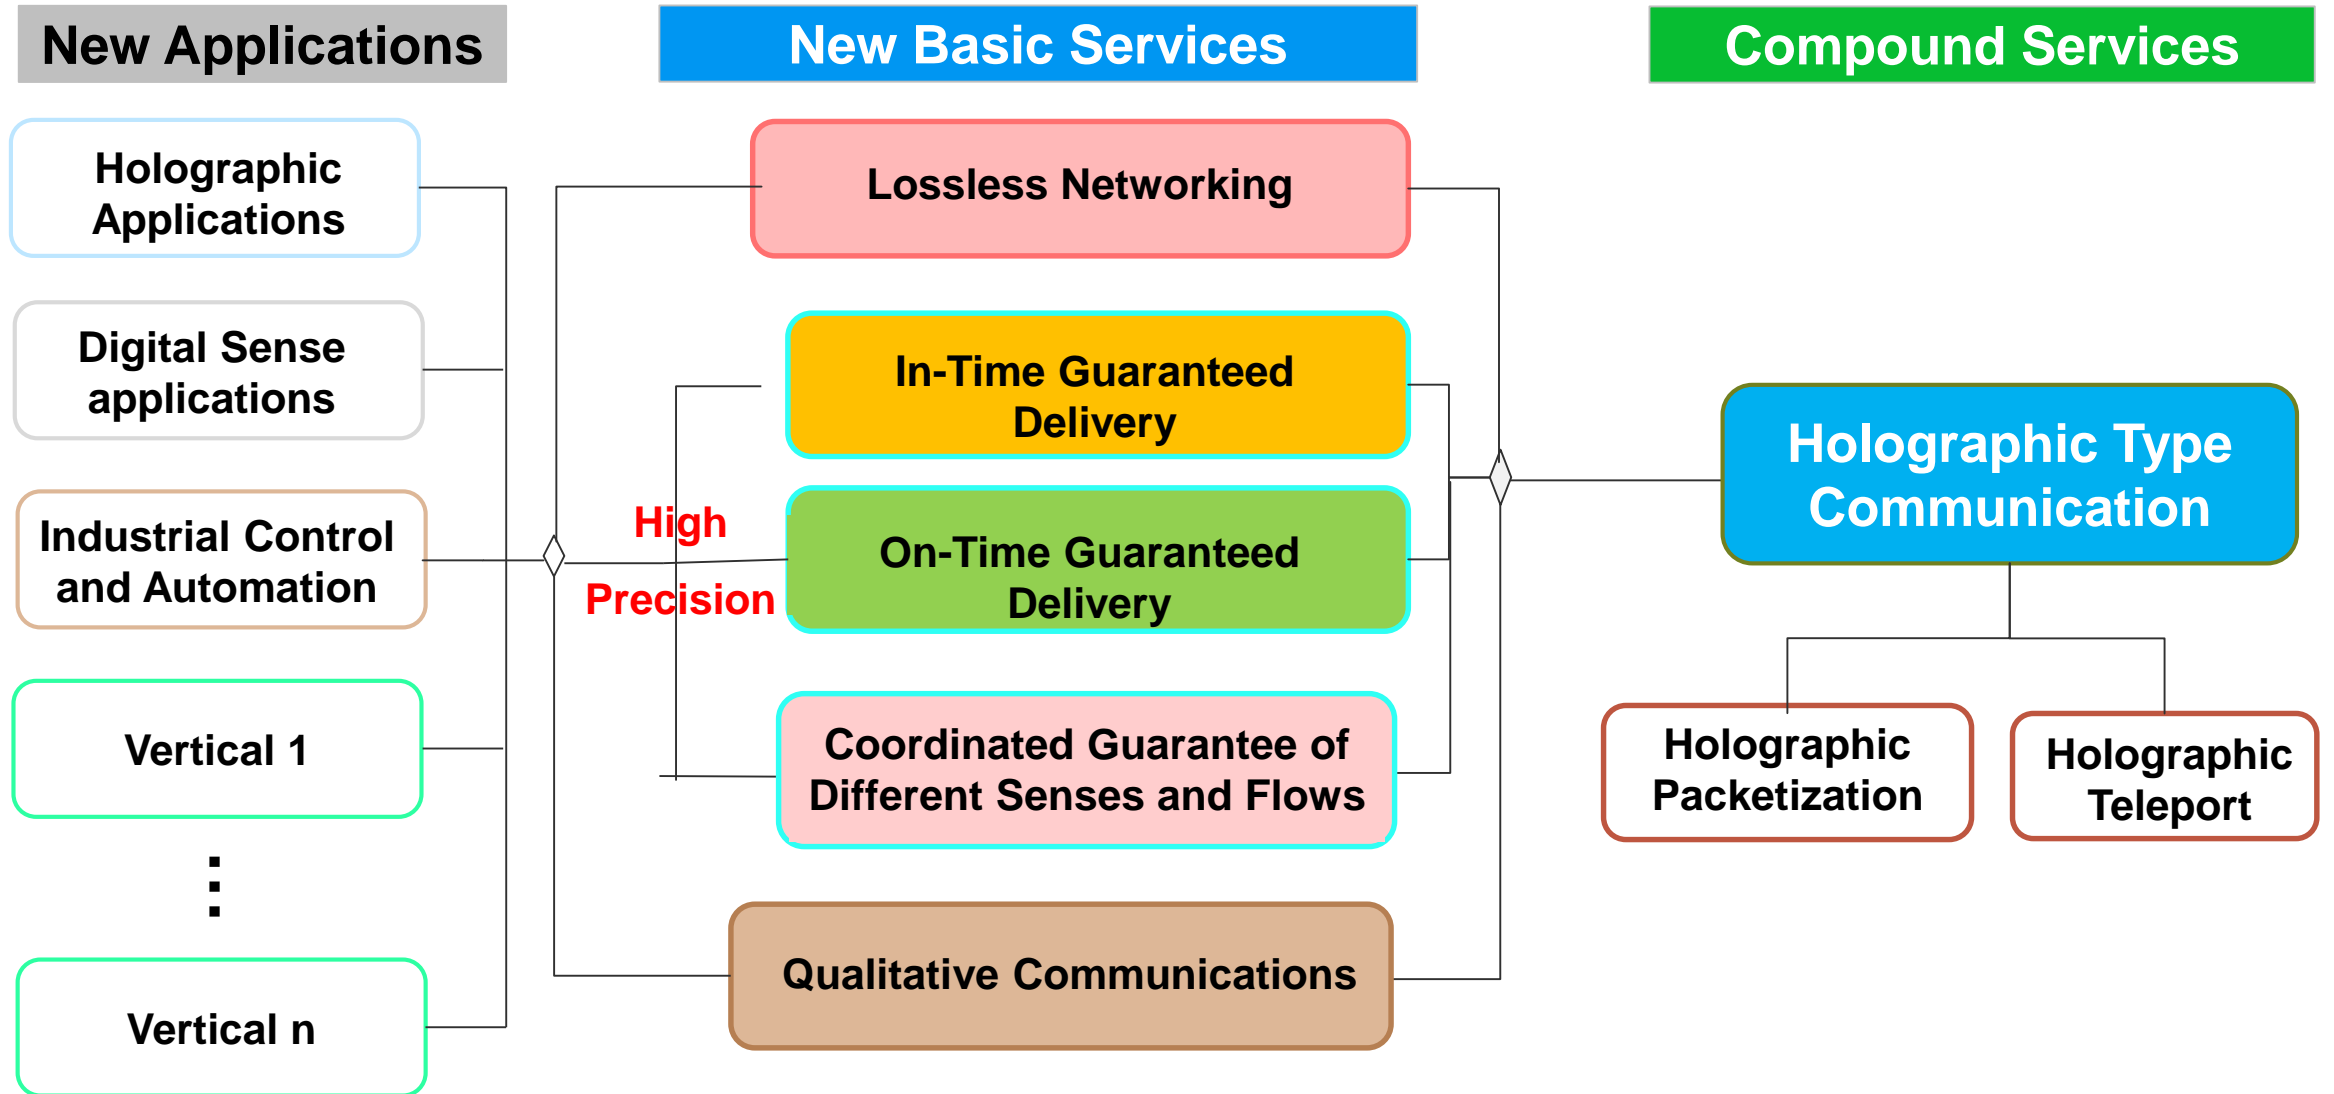 New Applications
New Basic Services
Compound Services
Holographic
Applications
Digital Sense
applications
Industrial Control
and Automation
Vertical 1
Vertical n
High
Precision
Lossless Networking
In-Time Guaranteed
Delivery
On-Time Guaranteed
Delivery
Coordinated Guarantee of
Different Senses and Flows
Qualitative Communications
Holographic Type
Communication
Holographic
Packetization
Holographic
Teleport